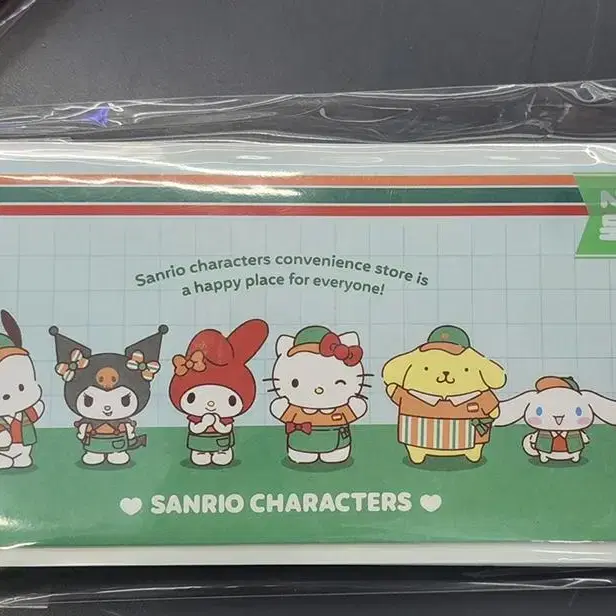 Sanrio characters convenience store is
a happy place for everyone!
SANRIO CHARACTERS